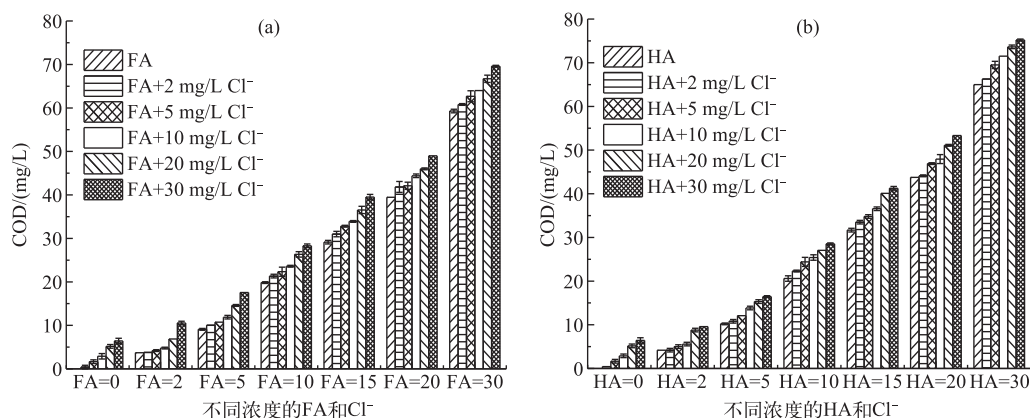 (a)
COD/(mg/L)
80
70
60
50
40
30
20
10
0
FA
FA+2 mg/L Cl⁻
FA+5 mg/L Cl⁻
FA+10 mg/L Cl⁻
FA+20 mg/L Cl⁻
FA+30 mg/L Cl⁻
FA=0 FA=2 FA=5 FA=10 FA=15 FA=20 FA=30
不同浓度的FA和Cl⁻
(b)
COD/(mg/L)
80
70
60
50
40
30
20
10
0
HA
HA+2 mg/L Cl⁻
HA+5 mg/L Cl⁻
HA+10 mg/L Cl⁻
HA+20 mg/L Cl⁻
HA+30 mg/L Cl⁻
HA=0 HA=2 HA=5 HA=10 HA=15 HA=20 HA=30
不同浓度的HA和Cl⁻